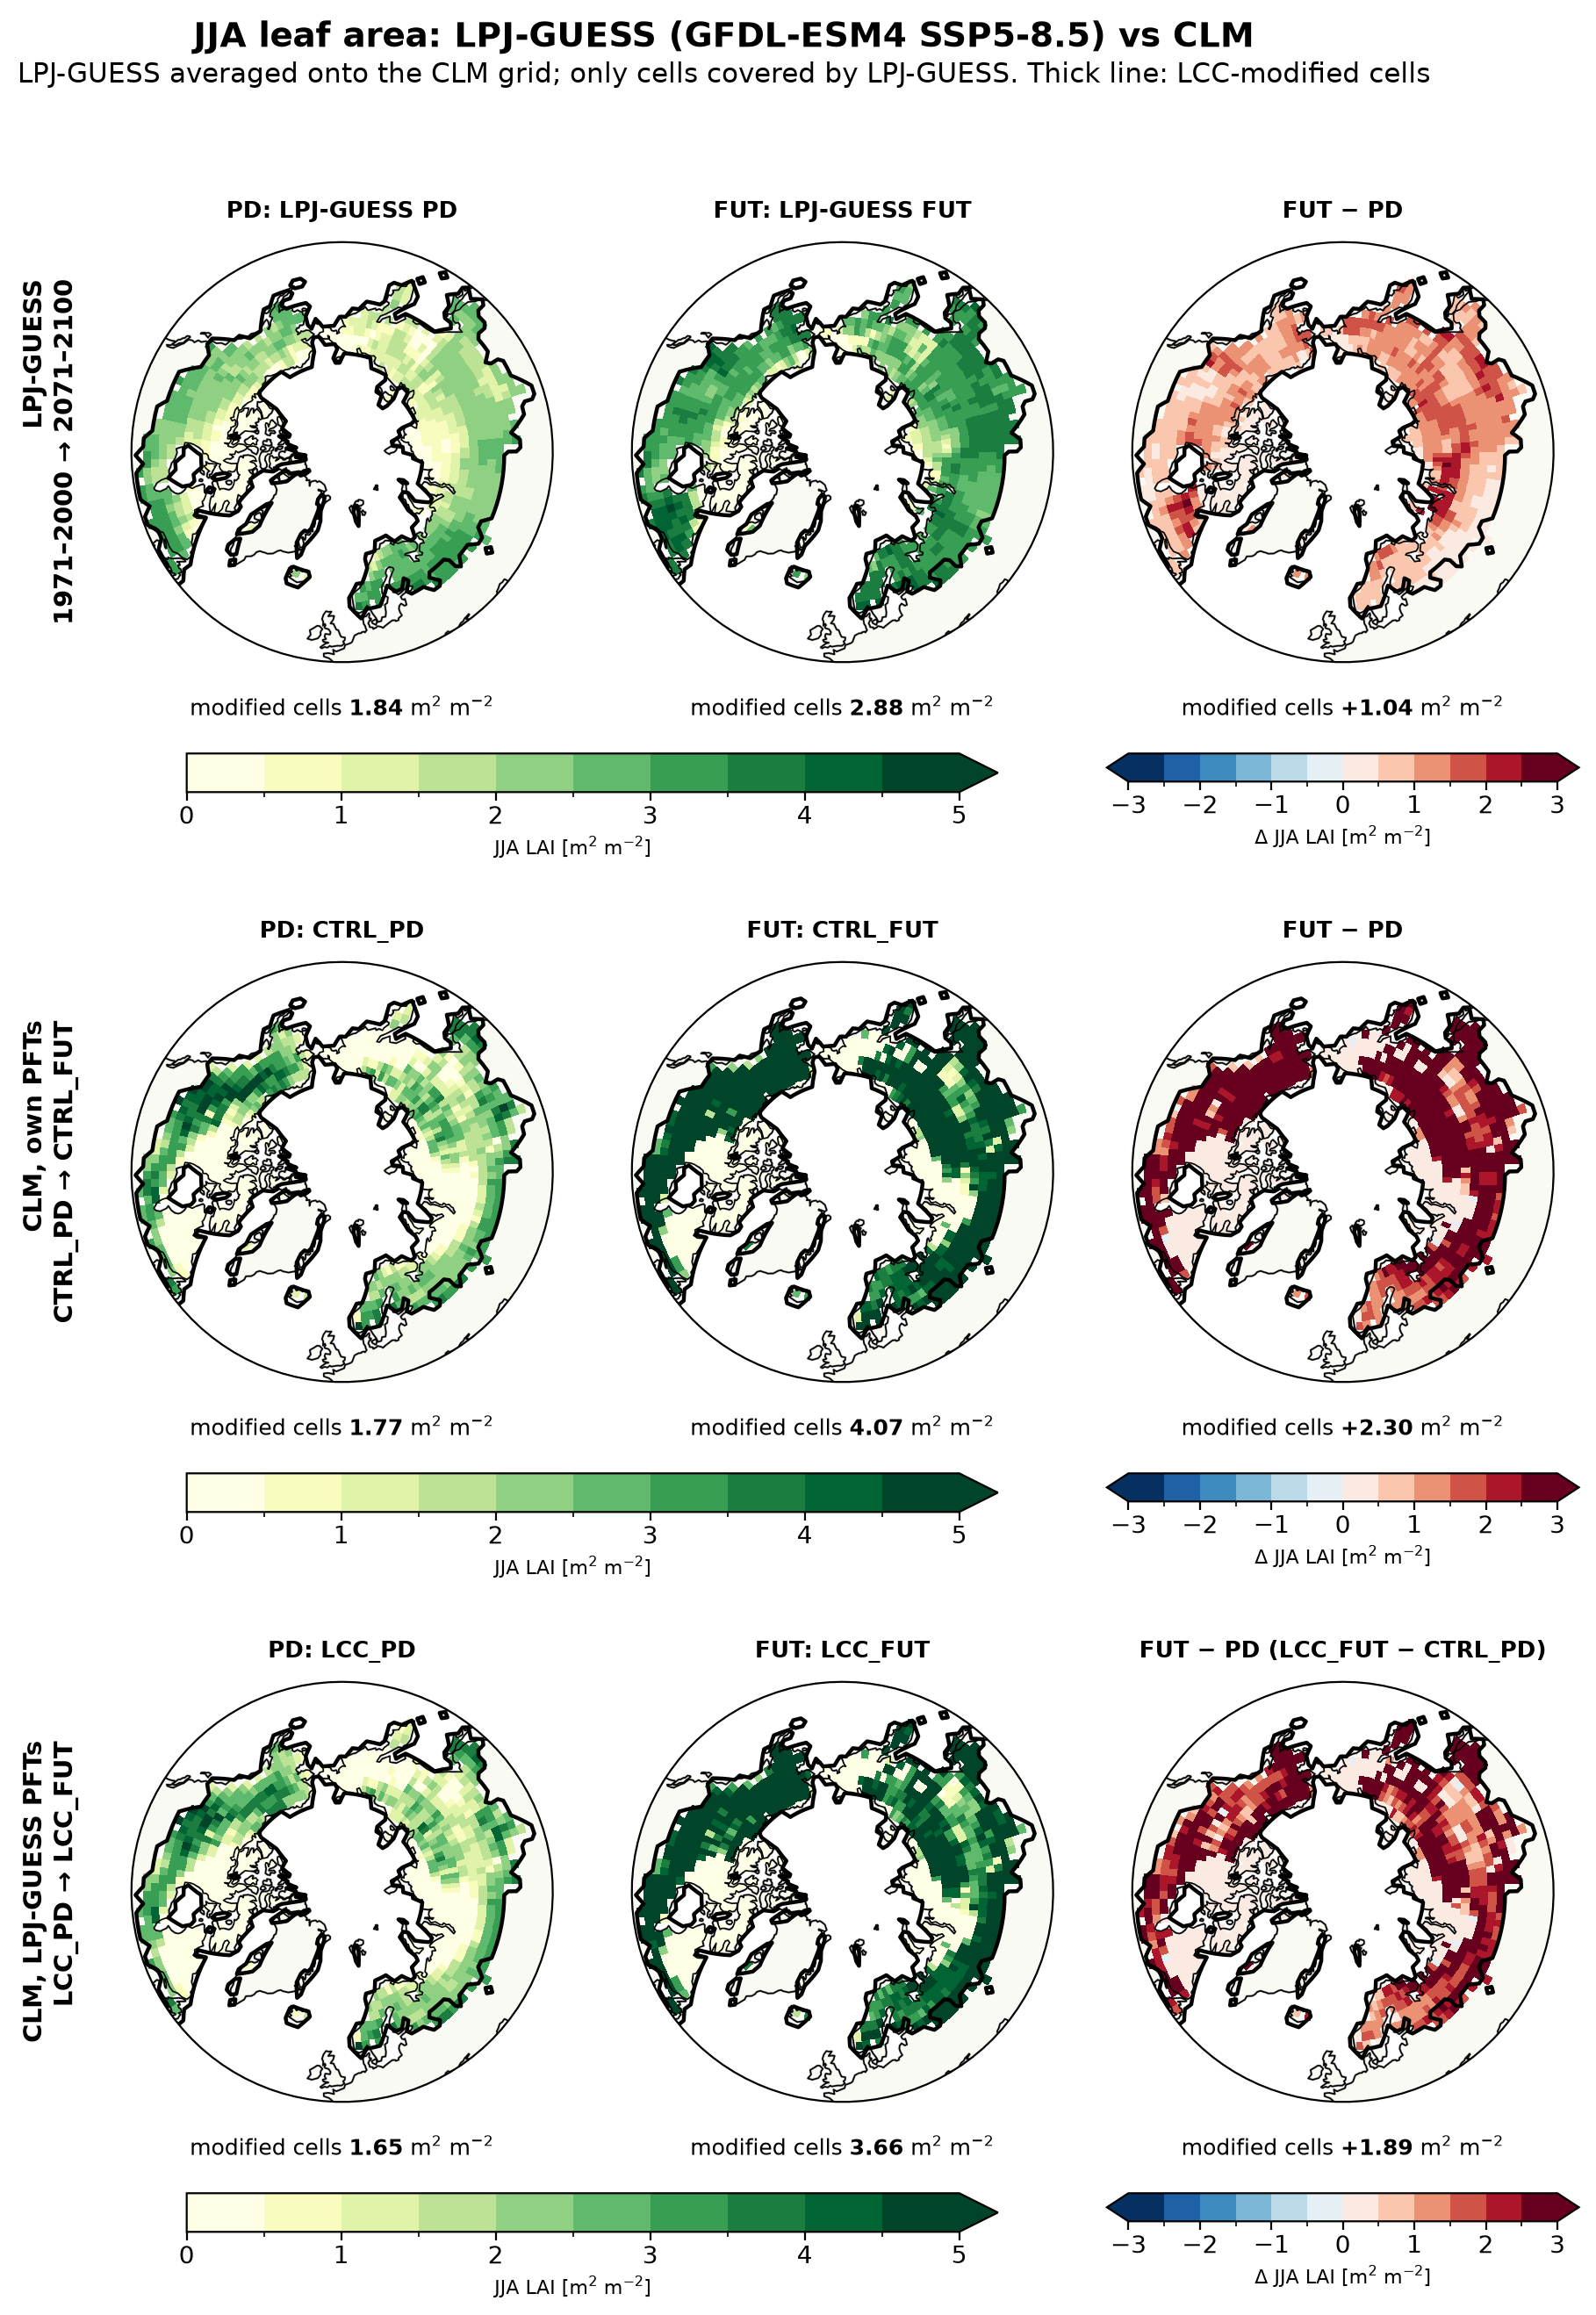 JJA leaf area: LPJ-GUESS (GFDL-ESM4 SSP5-8.5) vs CLM
LPJ-GUESS averaged onto the CLM grid; only cells covered by LPJ-GUESS. Thick line: LCC-modified cells
LPJ-GUESS
1971–2000 → 2071–2100
PD: LPJ-GUESS PD
FUT: LPJ-GUESS FUT
FUT − PD
modified cells 1.84 m² m⁻²
modified cells 2.88 m² m⁻²
modified cells +1.04 m² m⁻²
0 1 2 3 4 5
JJA LAI [m² m⁻²]
−3 −2 −1 0 1 2 3
Δ JJA LAI [m² m⁻²]
CLM, own PFTs
CTRL_PD → CTRL_FUT
PD: CTRL_PD
FUT: CTRL_FUT
FUT − PD
modified cells 1.77 m² m⁻²
modified cells 4.07 m² m⁻²
modified cells +2.30 m² m⁻²
0 1 2 3 4 5
JJA LAI [m² m⁻²]
−3 −2 −1 0 1 2 3
Δ JJA LAI [m² m⁻²]
CLM, LPJ-GUESS PFTs
LCC_PD → LCC_FUT
PD: LCC_PD
FUT: LCC_FUT
FUT − PD (LCC_FUT − CTRL_PD)
modified cells 1.65 m² m⁻²
modified cells 3.66 m² m⁻²
modified cells +1.89 m² m⁻²
0 1 2 3 4 5
JJA LAI [m² m⁻²]
−3 −2 −1 0 1 2 3
Δ JJA LAI [m² m⁻²]